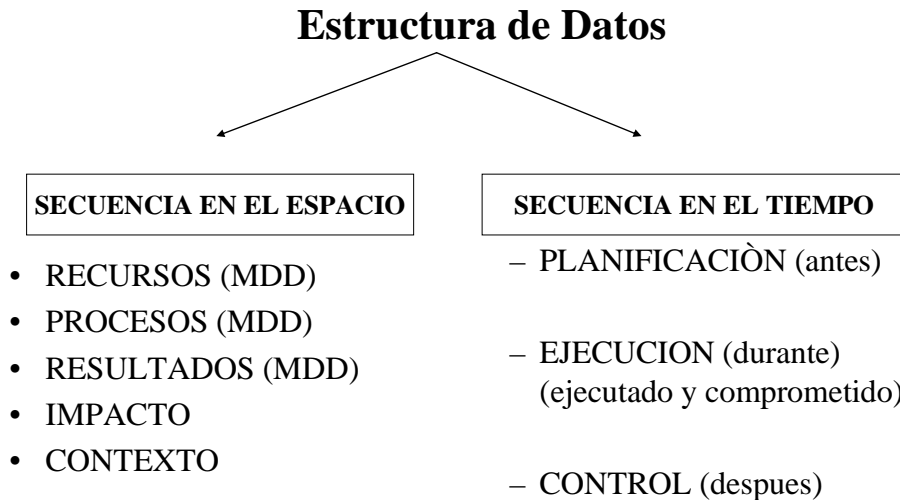 Estructura de Datos
SECUENCIA EN EL ESPACIO
• RECURSOS (MDD)
• PROCESOS (MDD)
• RESULTADOS (MDD)
• IMPACTO
• CONTEXTO
SECUENCIA EN EL TIEMPO
– PLANIFICACIÒN (antes)
– EJECUCION (durante)
(ejecutado y comprometido)
– CONTROL (despues)